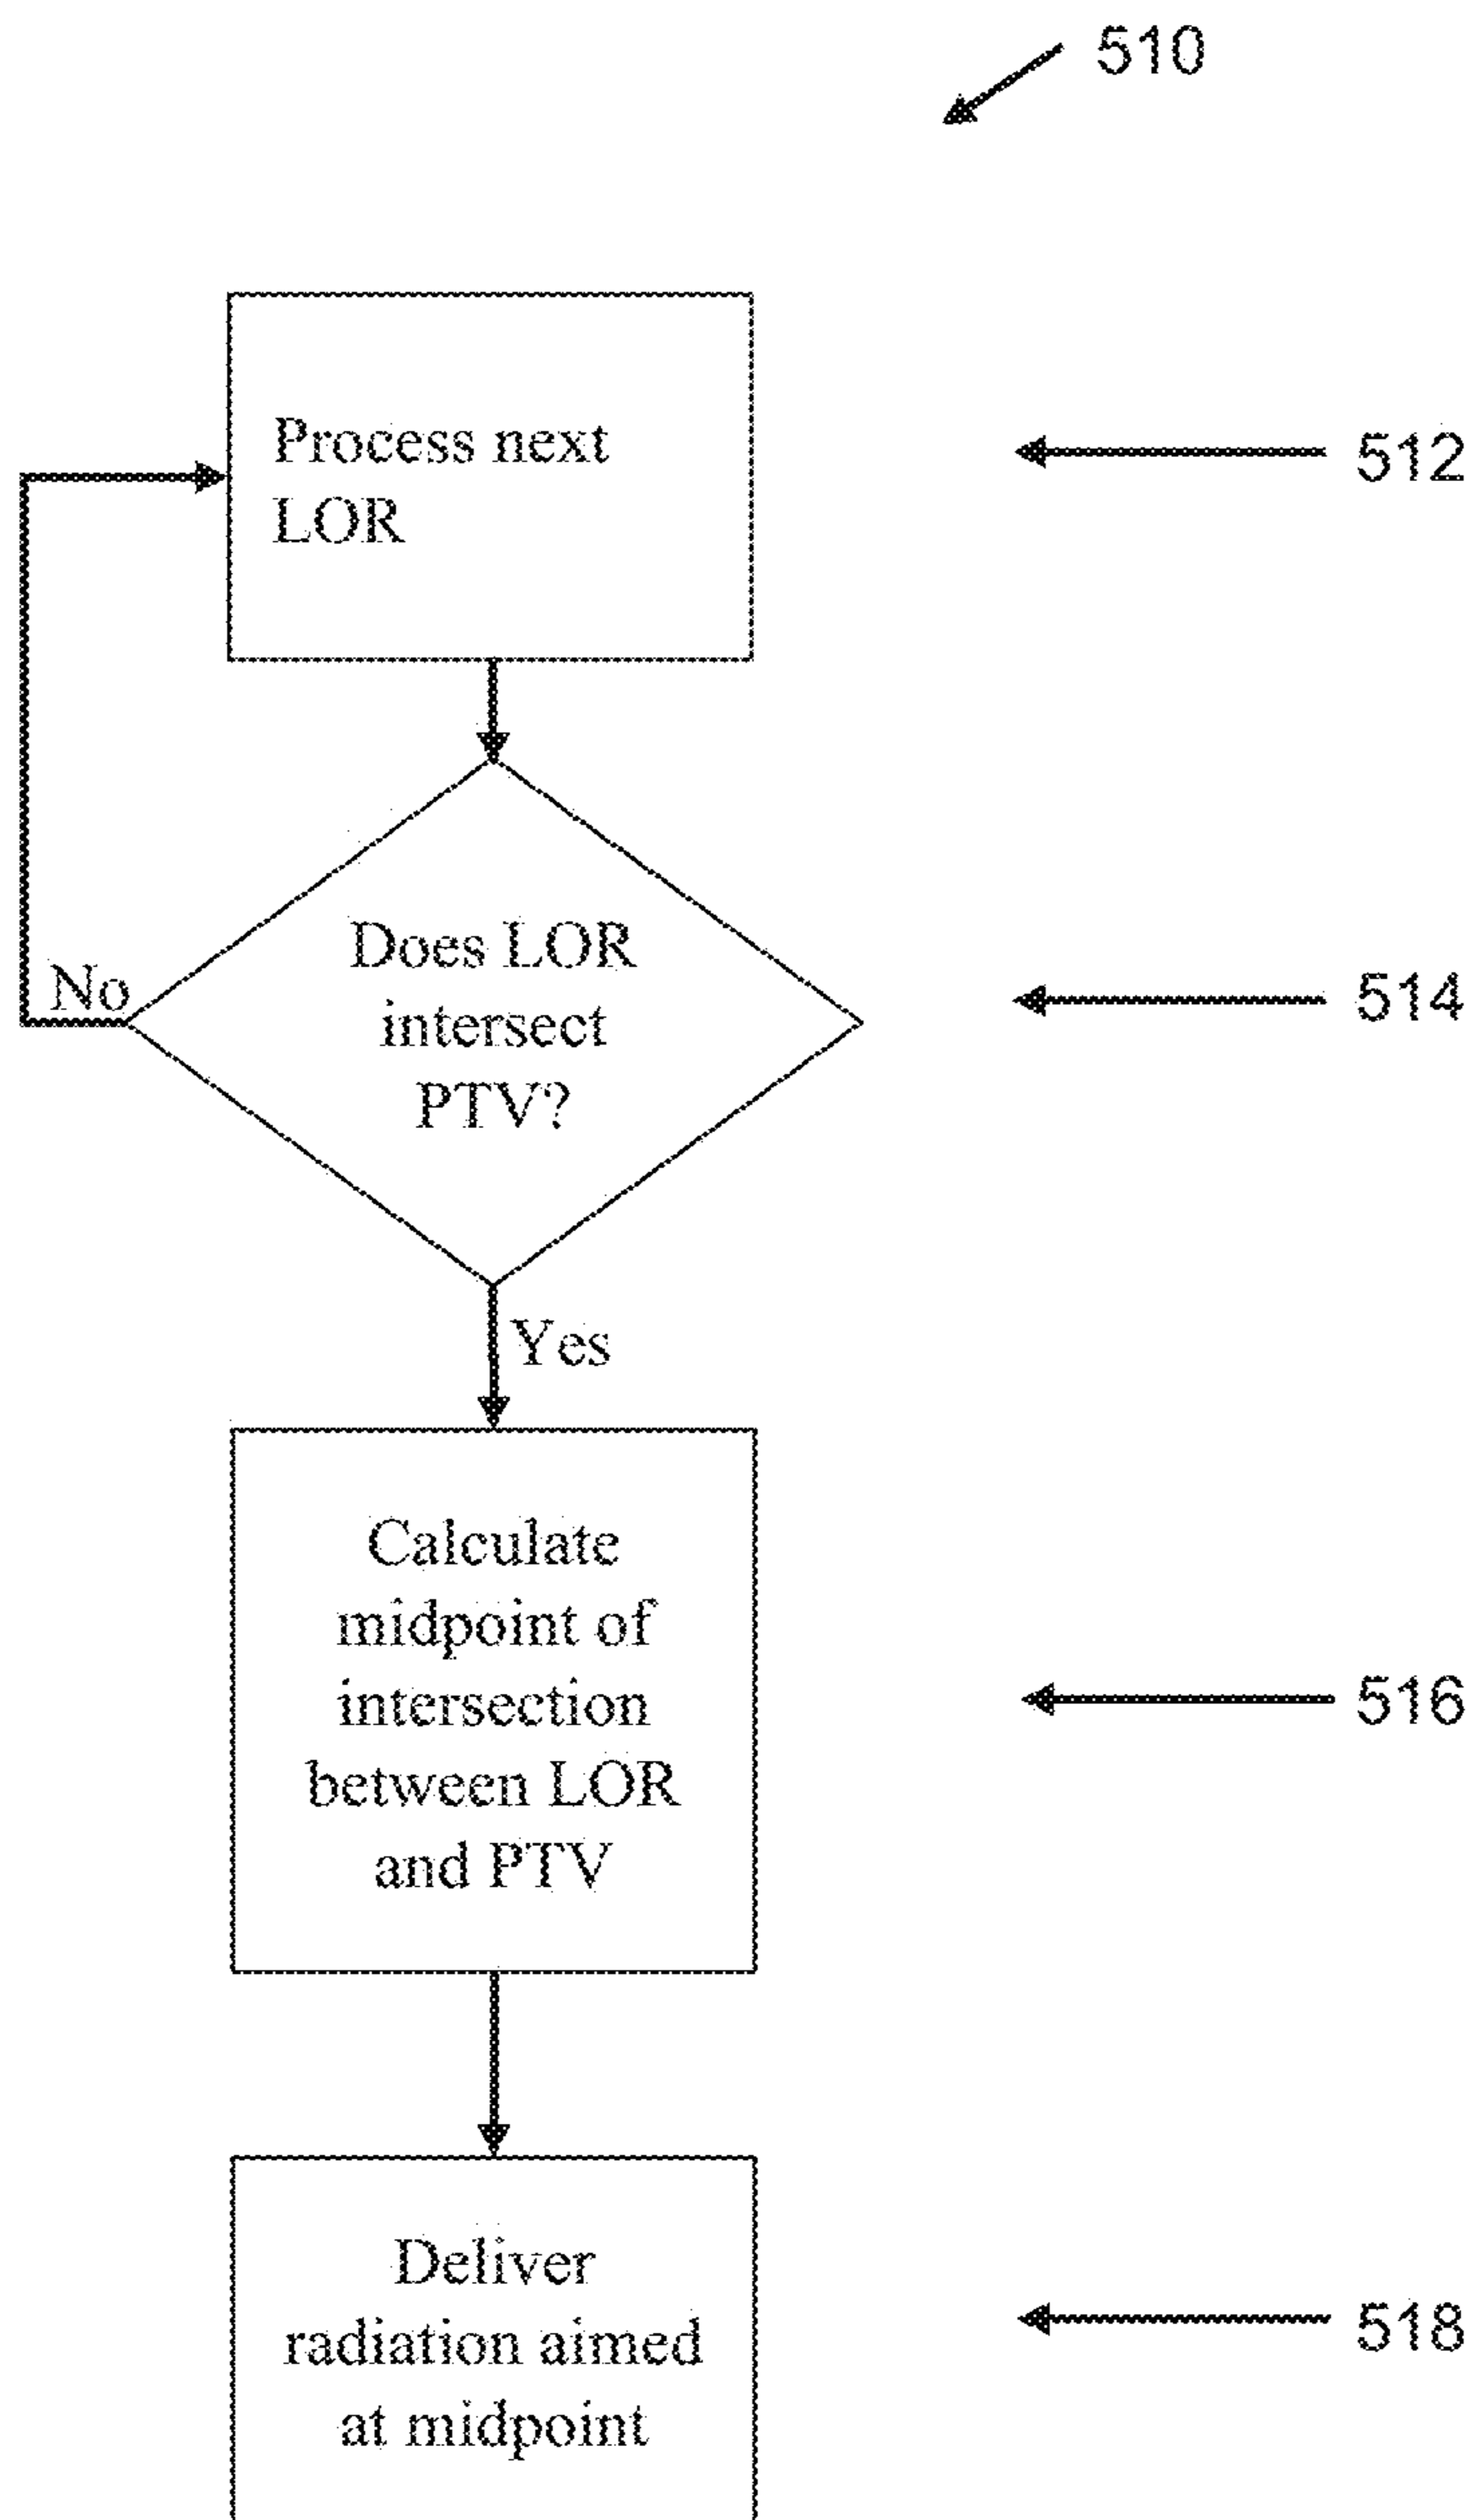 510
Process next
LOR
512
Does LOR
intersect
PTV?
514
No
Yes
Calculate
midpoint of
intersection
between LOR
and PTV
516
Deliver
radiation aimed
at midpoint
518